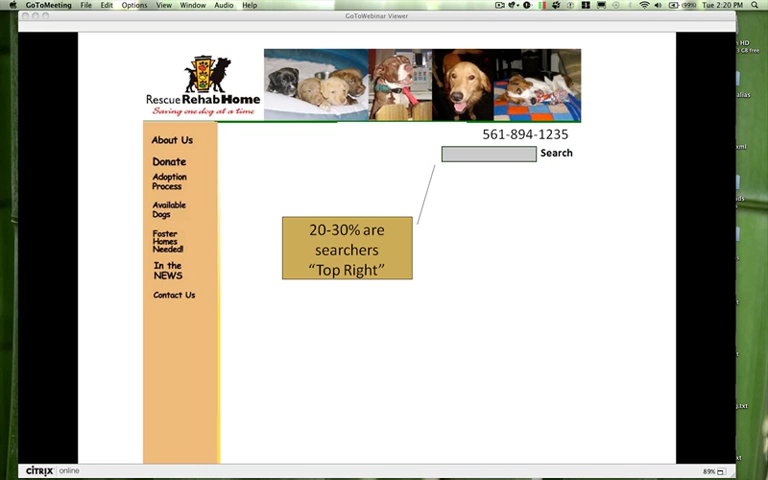 GoToMeeting File Edit Options View Window Audio Help
Tue 2:20 PM
GoToWebinar Viewer
RescueRehabHome
Saving one dog at a time
561-894-1235
Search
About Us
Donate
Adoption
Process
Available
Dogs
Foster
Homes
Needed!
In the
NEWS
Contact Us
20-30% are
searchers
“Top Right”
CITRIX online
89%